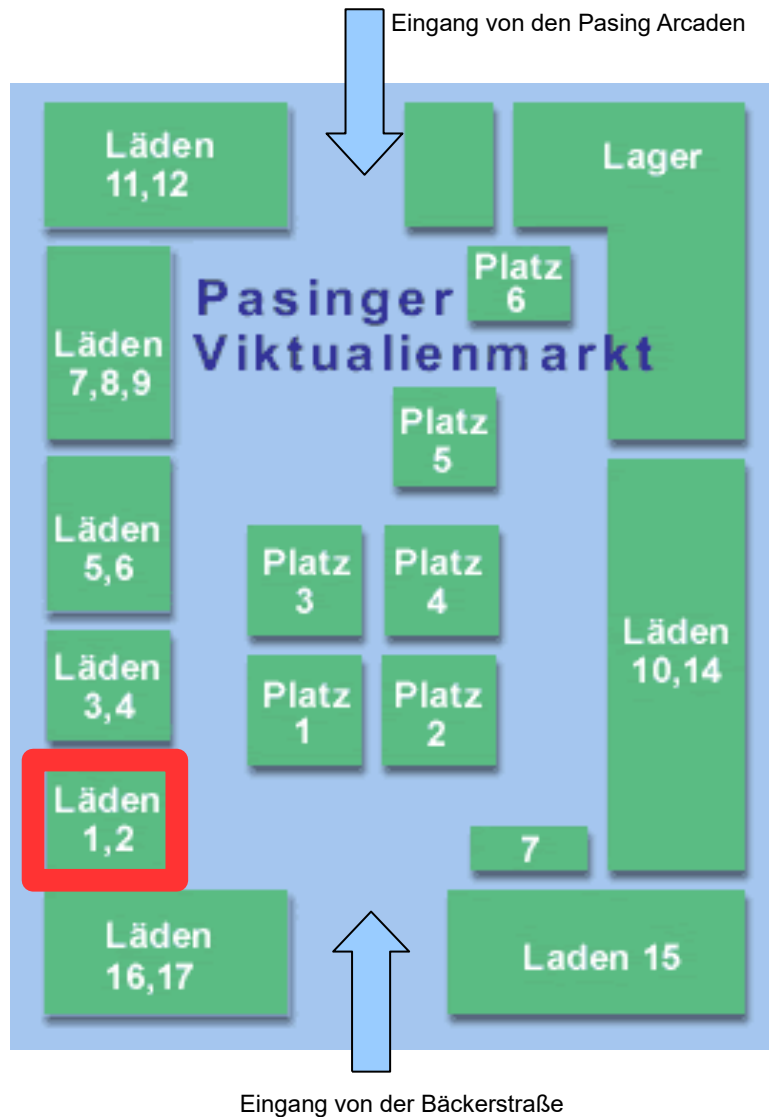 Eingang von den Pasing Arcaden
Läden
11,12
Lager
Platz
6
Pasinger
Viktualienmarkt
Läden
7,8,9
Platz
5
Läden
5,6
Platz
3
Platz
4
Läden
10,14
Läden
3,4
Platz
1
Platz
2
Läden
1,2
7
Läden
16,17
Laden 15
Eingang von der Bäckerstraße